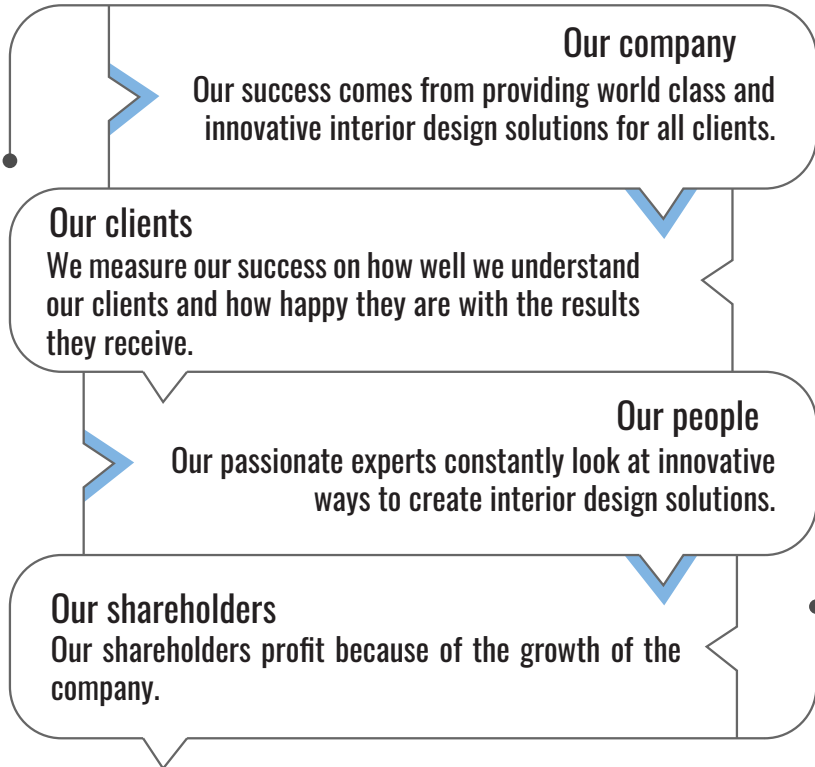 Our company
Our success comes from providing world class and
innovative interior design solutions for all clients.
Our clients
We measure our success on how well we understand
our clients and how happy they are with the results
they receive.
Our people
Our passionate experts constantly look at innovative
ways to create interior design solutions.
Our shareholders
Our shareholders profit because of the growth of the
company.